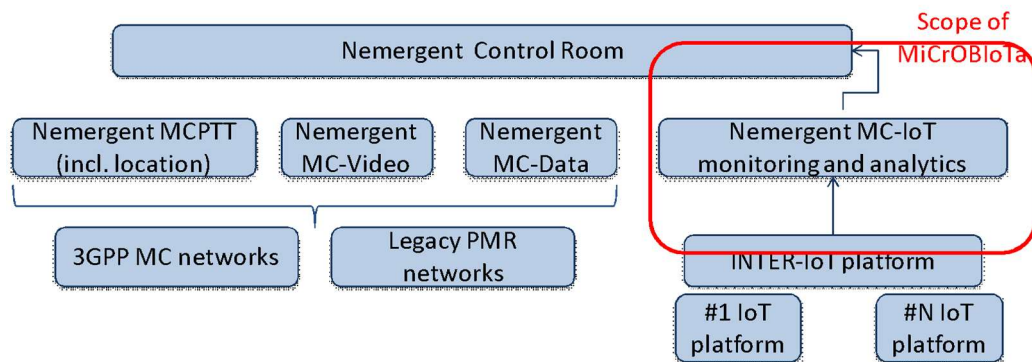 Scope of
MiCrOBIoTa
Nemergent Control Room
Nemergent MCPTT
(incl. location)
Nemergent
MC-Video
Nemergent
MC-Data
Nemergent MC-IoT
monitoring and analytics
3GPP MC networks
Legacy PMR
networks
INTER-IoT platform
#1 IoT
platform
#N IoT
platform